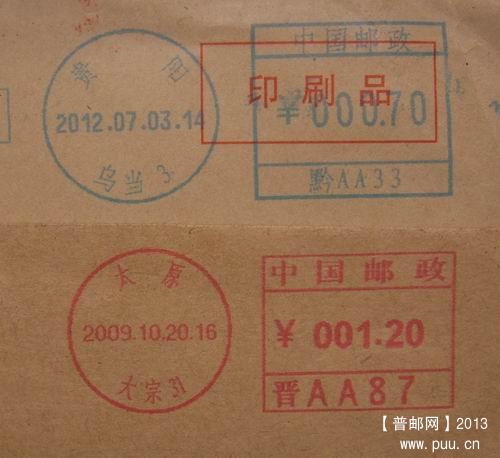 贵阳
2012.07.03.14
乌当 3
中国邮政
印刷品
¥000.70
黔AA33
太原
2009.10.20.16
大宗31
中国邮政
¥ 001.20
晋AA87
【普邮网】2013
www.puu.cn